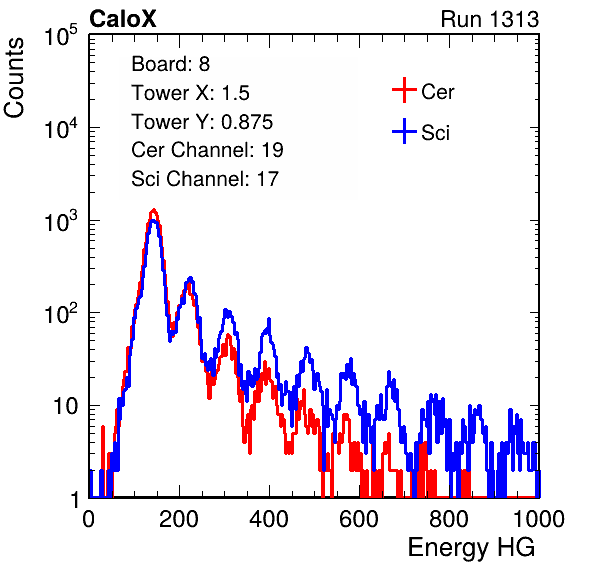 CaloX Run 1313
10^5
10^4
10^3
10^2
10
1
Counts
Board: 8
Tower X: 1.5
Tower Y: 0.875
Cer Channel: 19
Sci Channel: 17
Cer
Sci
0 200 400 600 800 1000
Energy HG